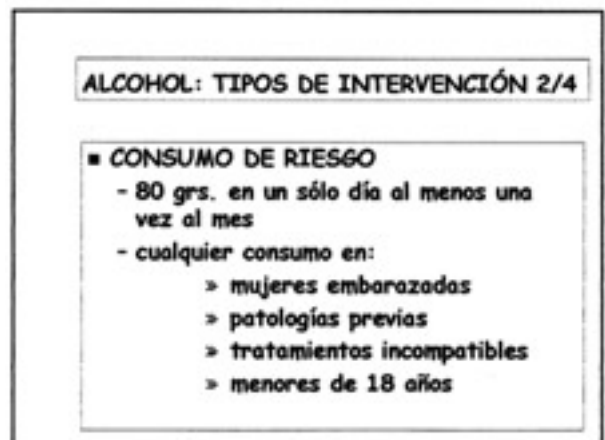 ALCOHOL: TIPOS DE INTERVENCIÓN 2/4
▪ CONSUMO DE RIESGO
- 80 grs. en un sólo día al menos una
vez al mes
- cualquier consumo en:
» mujeres embarazadas
» patologías previas
» tratamientos incompatibles
» menores de 18 años